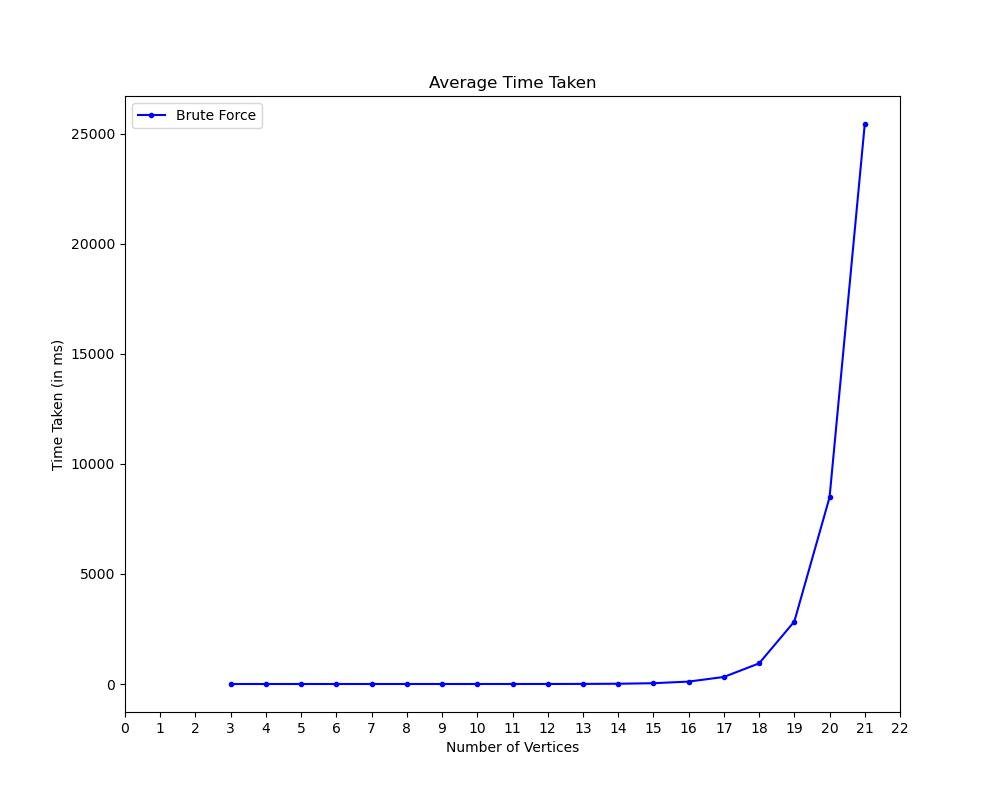 Average Time Taken
Brute Force
25000
20000
15000
10000
5000
0
Time Taken (in ms)
0 1 2 3 4 5 6 7 8 9 10 11 12 13 14 15 16 17 18 19 20 21 22
Number of Vertices